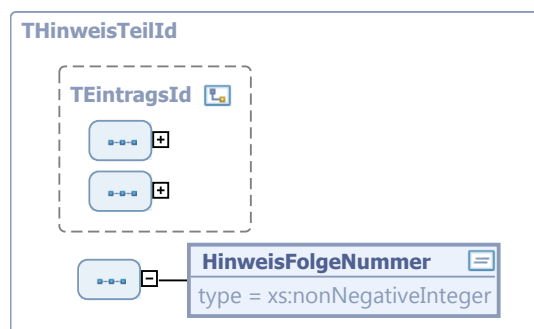 THinweisTeilId
TEintragsId
HinweisFolgeNummer
type = xs:nonNegativeInteger